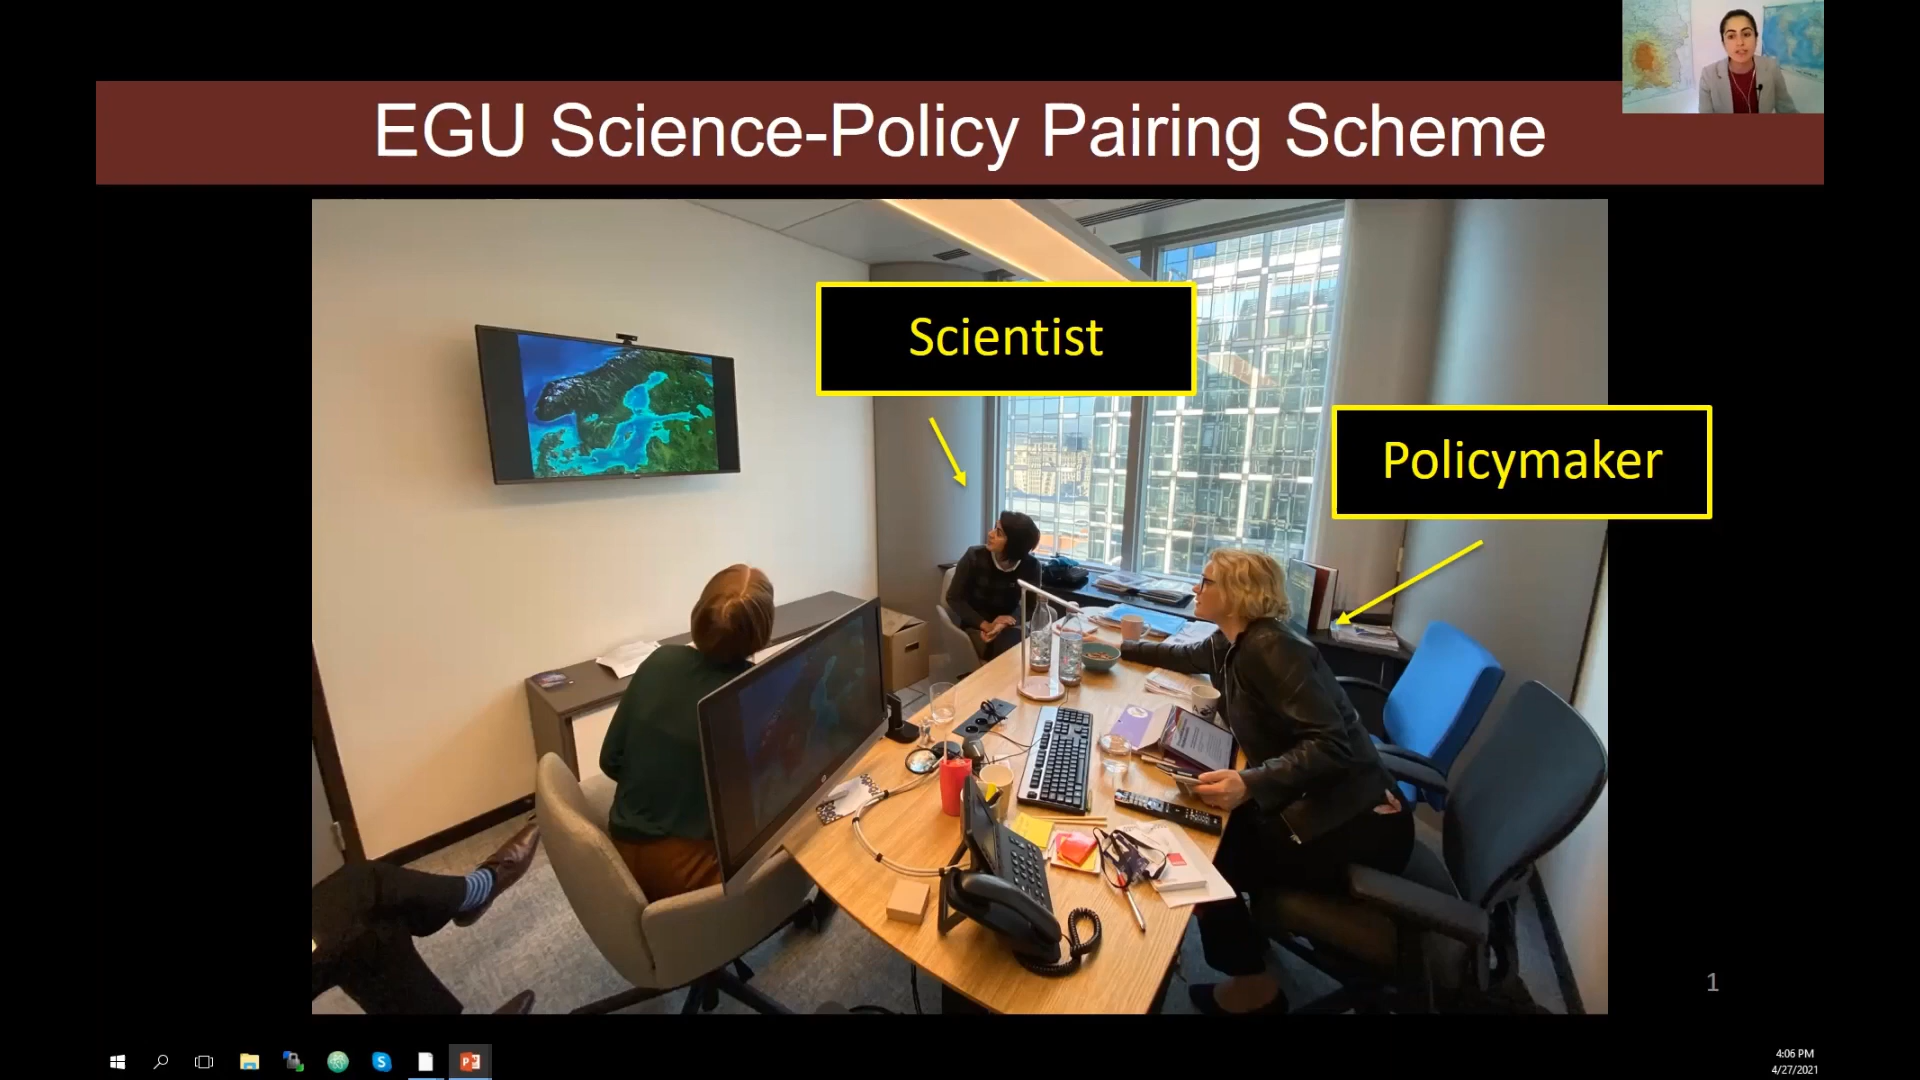 EGU Science-Policy Pairing Scheme
Scientist
Policymaker
1
4:06 PM
4/27/2021